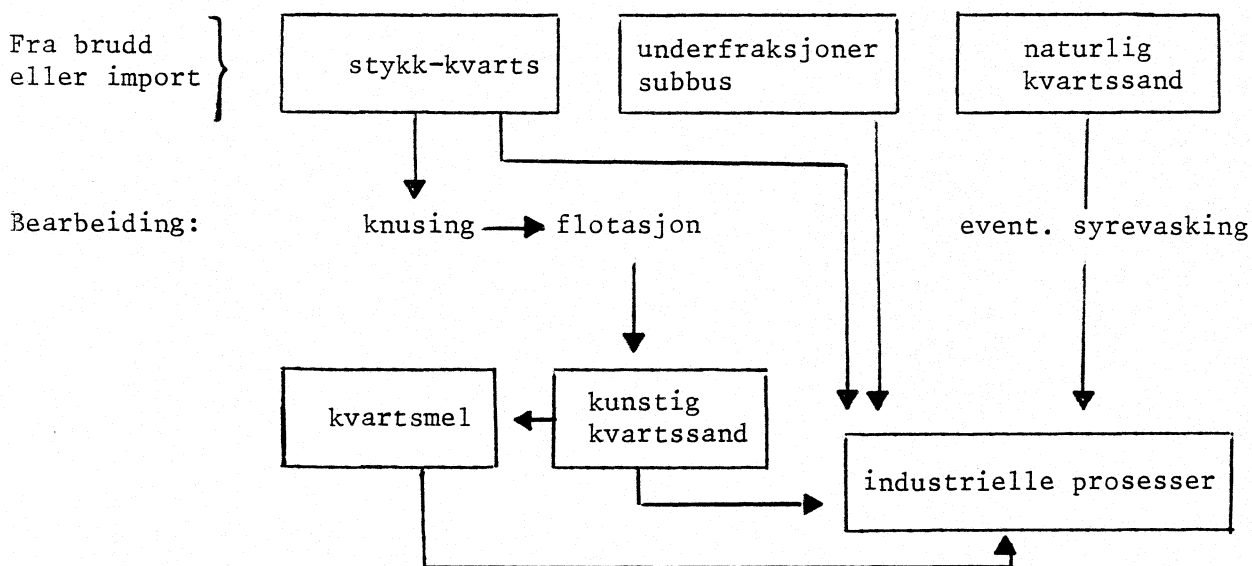 Fra brudd
eller import
stykk-kvarts
underfraksjoner
subbus
naturlig
kvartssand
Bearbeiding:
knusing
flotasjon
event. syrevasking
kvartsmel
kunstig
kvartssand
industrielle prosesser